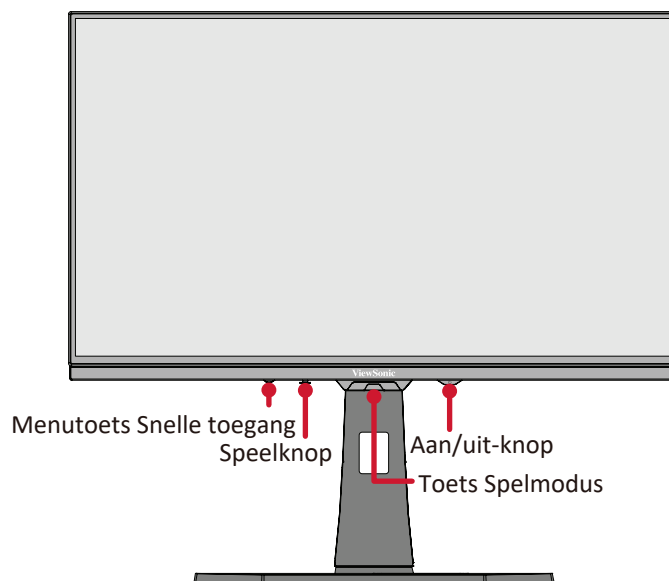 ViewSonic
Menutoets Snelle toegang
Speelknop
Aan/uit-knop
Toets Spelmodus